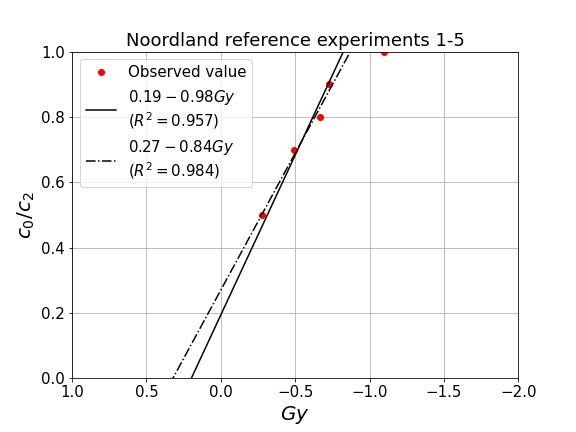 Noordland reference experiments 1-5
Observed value
0.19 − 0.98Gy
(R² = 0.957)
0.27 − 0.84Gy
(R² = 0.984)
1.0
0.8
0.6
0.4
0.2
0.0
c₀/c₂
1.0 0.5 0.0 −0.5 −1.0 −1.5 −2.0
Gy